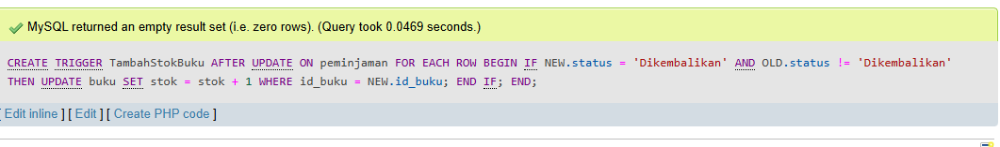 MySQL returned an empty result set (i.e. zero rows). (Query took 0.0469 seconds.)
CREATE TRIGGER TambahStokBuku AFTER UPDATE ON peminjaman FOR EACH ROW BEGIN IF NEW.status = 'Dikembalikan' AND OLD.status != 'Dikembalikan'
THEN UPDATE buku SET stok = stok + 1 WHERE id_buku = NEW.id_buku; END IF; END;
[ Edit inline ] [ Edit ] [ Create PHP code ]